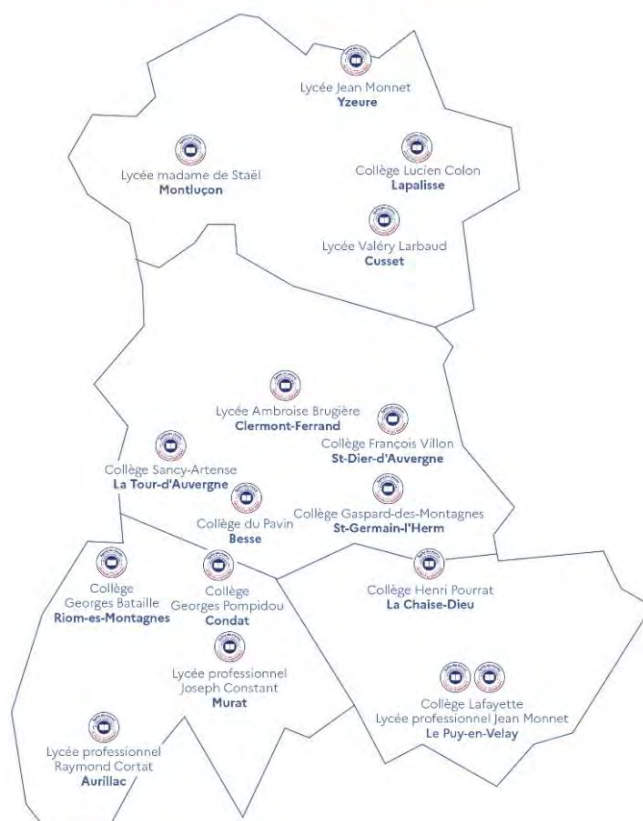 Lycée Jean Monnet
Yzeure
Lycée madame de Staël
Montluçon
Collège Lucien Colon
Lapalisse
Lycée Valéry Larbaud
Cusset
Lycée Ambroise Brugière
Clermont-Ferrand
Collège François Villon
St-Dier-d'Auvergne
Collège Sancy-Artense
La Tour-d'Auvergne
Collège du Pavin
Besse
Collège Gaspard-des-Montagnes
St-Germain-l'Herm
Collège
Georges Bataille
Riom-es-Montagnes
Collège
Georges Pompidou
Condat
Collège Henri Pourrat
La Chaise-Dieu
Lycée professionnel
Joseph Constant
Murat
Collège Lafayette
Lycée professionnel Jean Monnet
Le Puy-en-Velay
Lycée professionnel
Raymond Cortat
Aurillac